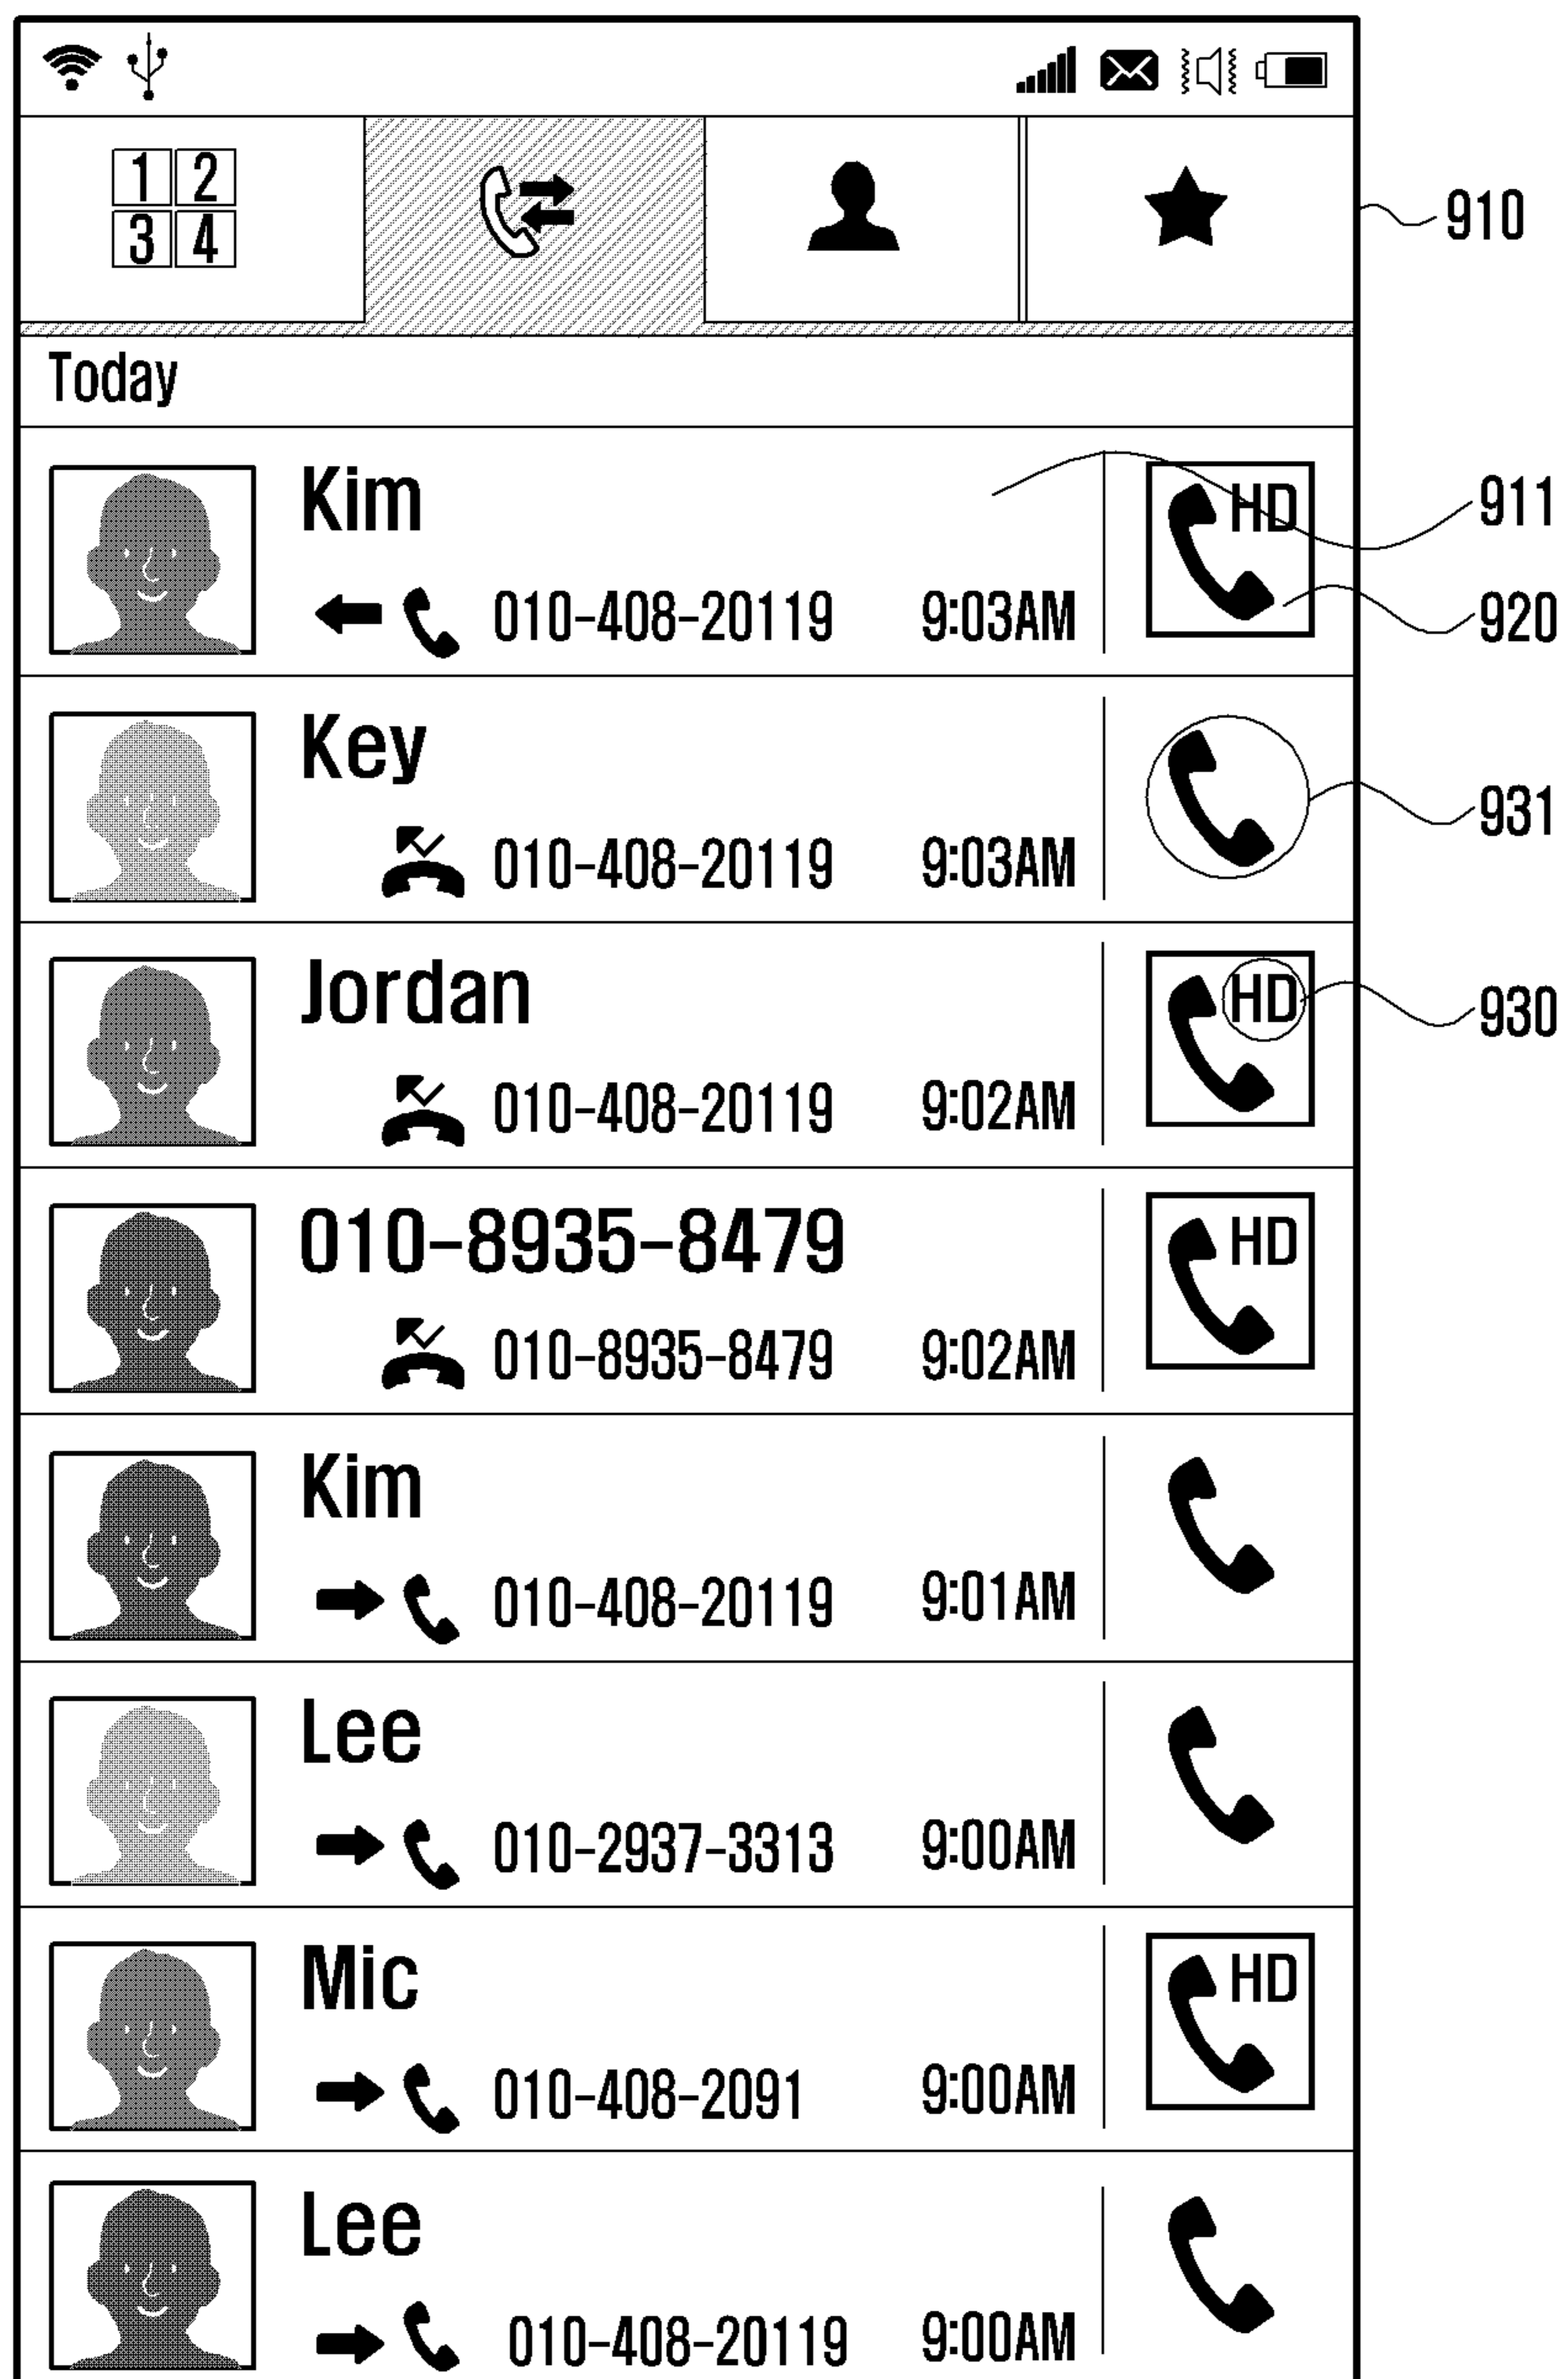 1 2
3 4
910
Today
Kim
HD
911
010-408-20119 9:03AM
920
Key
931
010-408-20119 9:03AM
Jordan
HD
930
010-408-20119 9:02AM
010-8935-8479
HD
010-8935-8479 9:02AM
Kim
010-408-20119 9:01AM
Lee
010-2937-3313 9:00AM
Mic
HD
010-408-2091 9:00AM
Lee
010-408-20119 9:00AM